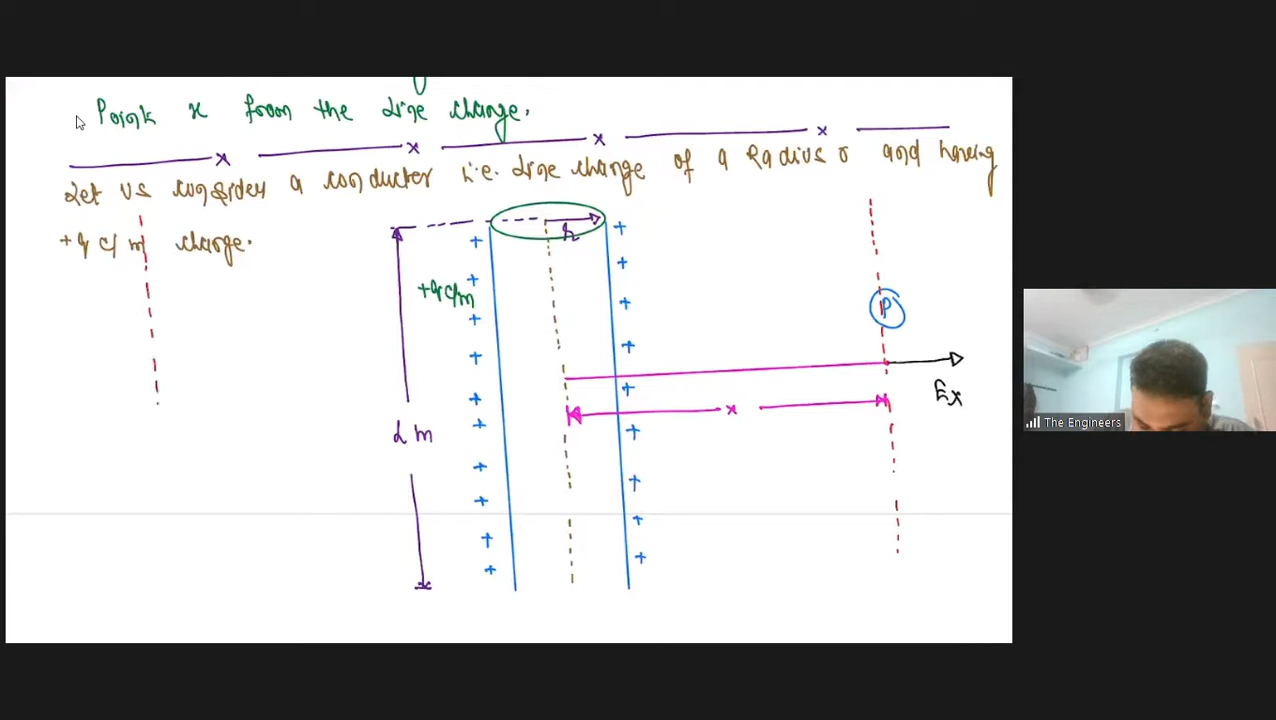 Point x from the Line charge.
Let us consider a conductor i.e. Line charge of a Radius r and having
+q c/m charge.
r
+q c/m
P
Ex
x
L m
The Engineers